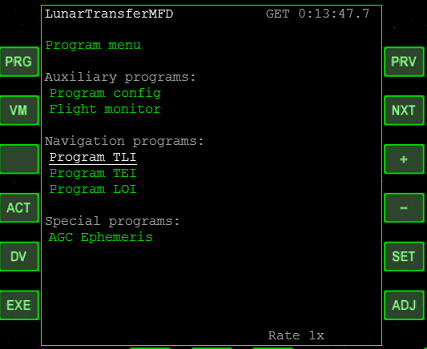 LunarTransferMFD GET 0:13:47.7
Program menu
PRG
PRV
Auxiliary programs:
Program config
Flight monitor
VM
NXT
Navigation programs:
Program TLI
+
Program TEI
Program LOI
ACT
-
Special programs:
AGC Ephemeris
DV
SET
EXE
ADJ
Rate 1x